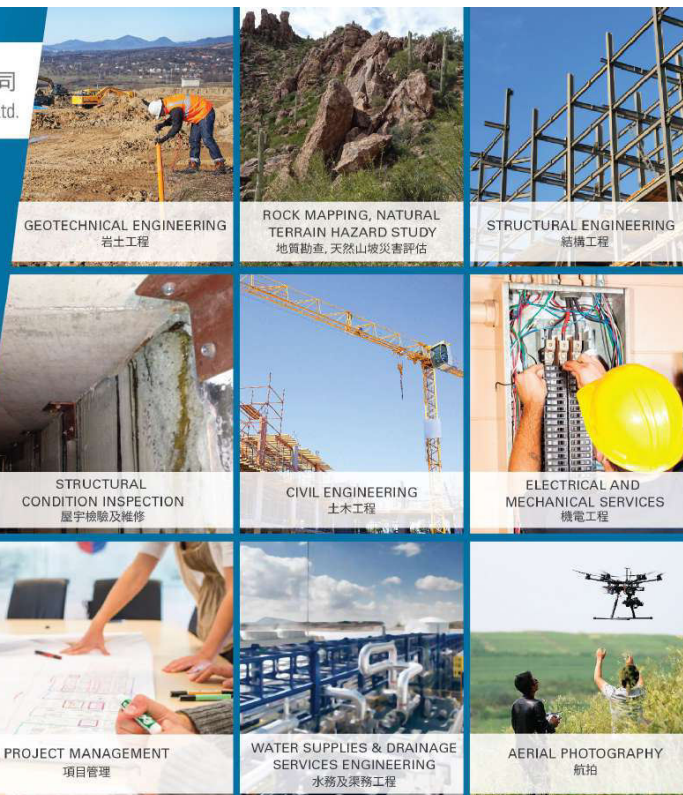 司
td.
GEOTECHNICAL ENGINEERING
岩土工程
ROCK MAPPING, NATURAL
TERRAIN HAZARD STUDY
地質勘查, 天然山坡災害評估
STRUCTURAL ENGINEERING
結構工程
STRUCTURAL
CONDITION INSPECTION
屋宇檢驗及維修
CIVIL ENGINEERING
土木工程
ELECTRICAL AND
MECHANICAL SERVICES
機電工程
PROJECT MANAGEMENT
項目管理
WATER SUPPLIES & DRAINAGE
SERVICES ENGINEERING
水務及渠務工程
AERIAL PHOTOGRAPHY
航拍